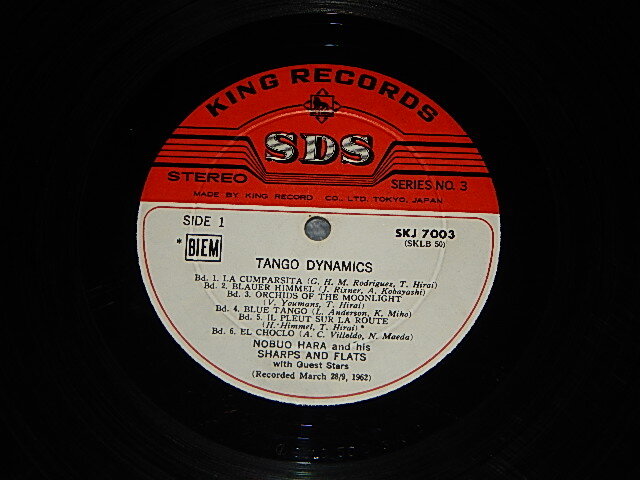 KING RECORDS
SDS
STEREO
SERIES NO. 3
MADE BY KING RECORD CO., LTD. TOKYO, JAPAN
SIDE 1
SKJ 7003
(SKLB 50)
* BIEM
TANGO DYNAMICS
Bd. 1. LA CUMPARSITA (G. H. M. Rodriguez, T. Hirai)
Bd. 2. BLAUER HIMMEL (J. Rixner, A. Kobayashi)
Bd. 3. ORCHIDS OF THE MOONLIGHT
(V. Youmans, T. Hirai)
Bd. 4. BLUE TANGO (L. Anderson, K. Miho)
Bd. 5. IL PLEUT SUR LA ROUTE
(H. Himmel, T. Hirai) *
Bd. 6. EL CHOCLO (A. C. Villoldo, N. Maeda)
NOBUO HARA and his
SHARPS AND FLATS
with Guest Stars
(Recorded March 28/9, 1962)